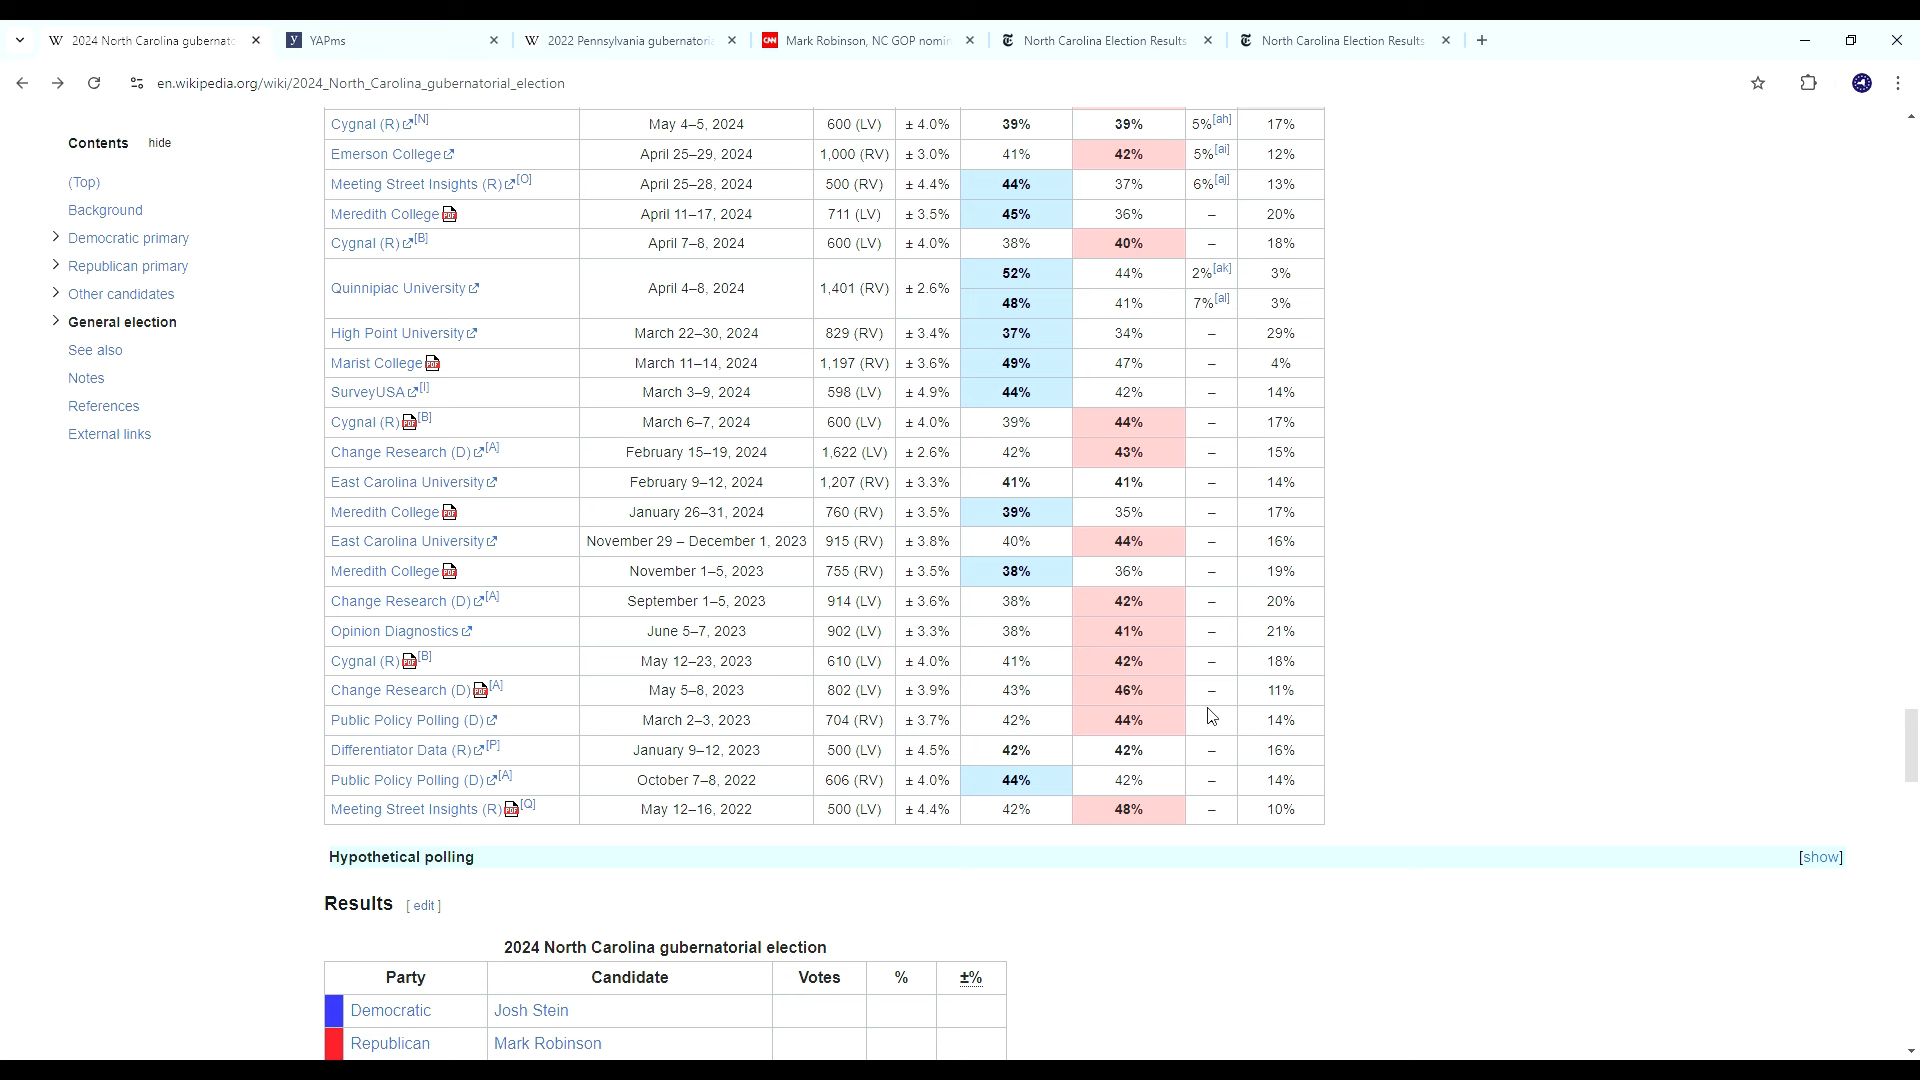 2024 North Carolina gubernato
YAPms
2022 Pennsylvania gubernatori
CNN Mark Robinson, NC GOP nomin
North Carolina Election Results
North Carolina Election Results
en.wikipedia.org/wiki/2024_North_Carolina_gubernatorial_election
Contents hide
(Top)
Background
Democratic primary
Republican primary
Other candidates
General election
See also
Notes
References
External links
Cygnal (R)[N] May 4–5, 2024 600 (LV) ± 4.0% 39% 39% 5%[ah] 17%
Emerson College April 25–29, 2024 1,000 (RV) ± 3.0% 41% 42% 5%[ai] 12%
Meeting Street Insights (R)[O] April 25–28, 2024 500 (RV) ± 4.4% 44% 37% 6%[aj] 13%
Meredith College April 11–17, 2024 711 (LV) ± 3.5% 45% 36% – 20%
Cygnal (R)[B] April 7–8, 2024 600 (LV) ± 4.0% 38% 40% – 18%
Quinnipiac University April 4–8, 2024 1,401 (RV) ± 2.6% 52% 44% 2%[ak] 3%
48% 41% 7%[al] 3%
High Point University March 22–30, 2024 829 (RV) ± 3.4% 37% 34% – 29%
Marist College March 11–14, 2024 1,197 (RV) ± 3.6% 49% 47% – 4%
SurveyUSA[I] March 3–9, 2024 598 (LV) ± 4.9% 44% 42% – 14%
Cygnal (R)[B] March 6–7, 2024 600 (LV) ± 4.0% 39% 44% – 17%
Change Research (D)[A] February 15–19, 2024 1,622 (LV) ± 2.6% 42% 43% – 15%
East Carolina University February 9–12, 2024 1,207 (RV) ± 3.3% 41% 41% – 14%
Meredith College January 26–31, 2024 760 (RV) ± 3.5% 39% 35% – 17%
East Carolina University November 29 – December 1, 2023 915 (RV) ± 3.8% 40% 44% – 16%
Meredith College November 1–5, 2023 755 (RV) ± 3.5% 38% 36% – 19%
Change Research (D)[A] September 1–5, 2023 914 (LV) ± 3.6% 38% 42% – 20%
Opinion Diagnostics June 5–7, 2023 902 (LV) ± 3.3% 38% 41% – 21%
Cygnal (R)[B] May 12–23, 2023 610 (LV) ± 4.0% 41% 42% – 18%
Change Research (D)[A] May 5–8, 2023 802 (LV) ± 3.9% 43% 46% – 11%
Public Policy Polling (D) March 2–3, 2023 704 (RV) ± 3.7% 42% 44% – 14%
Differentiator Data (R)[P] January 9–12, 2023 500 (LV) ± 4.5% 42% 42% – 16%
Public Policy Polling (D)[A] October 7–8, 2022 606 (RV) ± 4.0% 44% 42% – 14%
Meeting Street Insights (R)[Q] May 12–16, 2022 500 (LV) ± 4.4% 42% 48% – 10%
Hypothetical polling [show]
Results [ edit ]
2024 North Carolina gubernatorial election
Party Candidate Votes % ±%
Democratic Josh Stein
Republican Mark Robinson